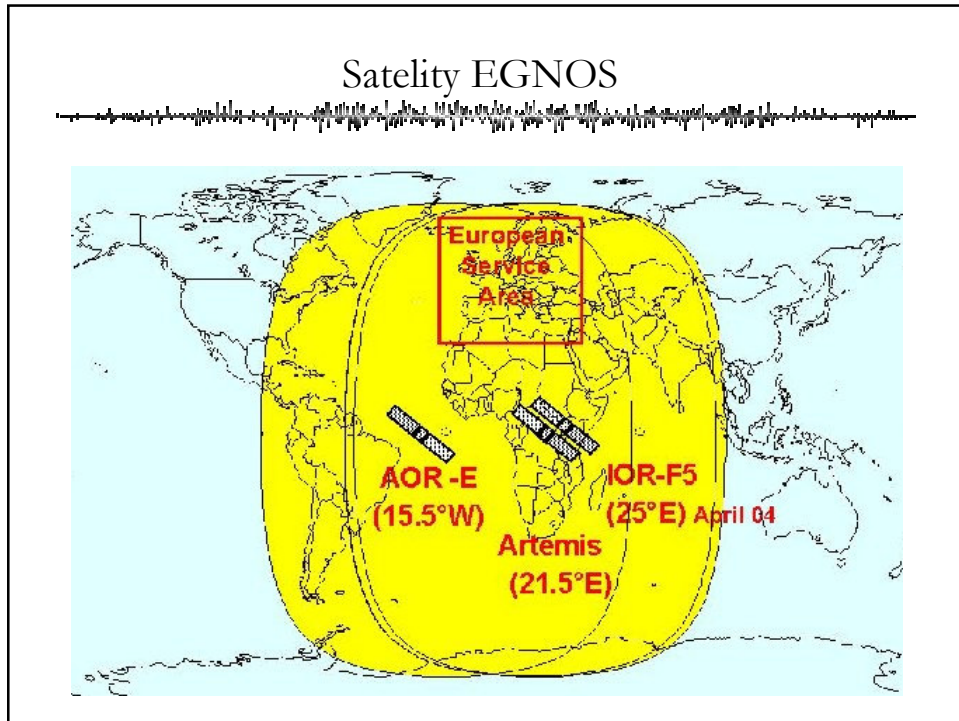 Satelity EGNOS
European
Service
Area
AOR -E
(15.5°W)
IOR-F5
(25°E) April 04
Artemis
(21.5°E)